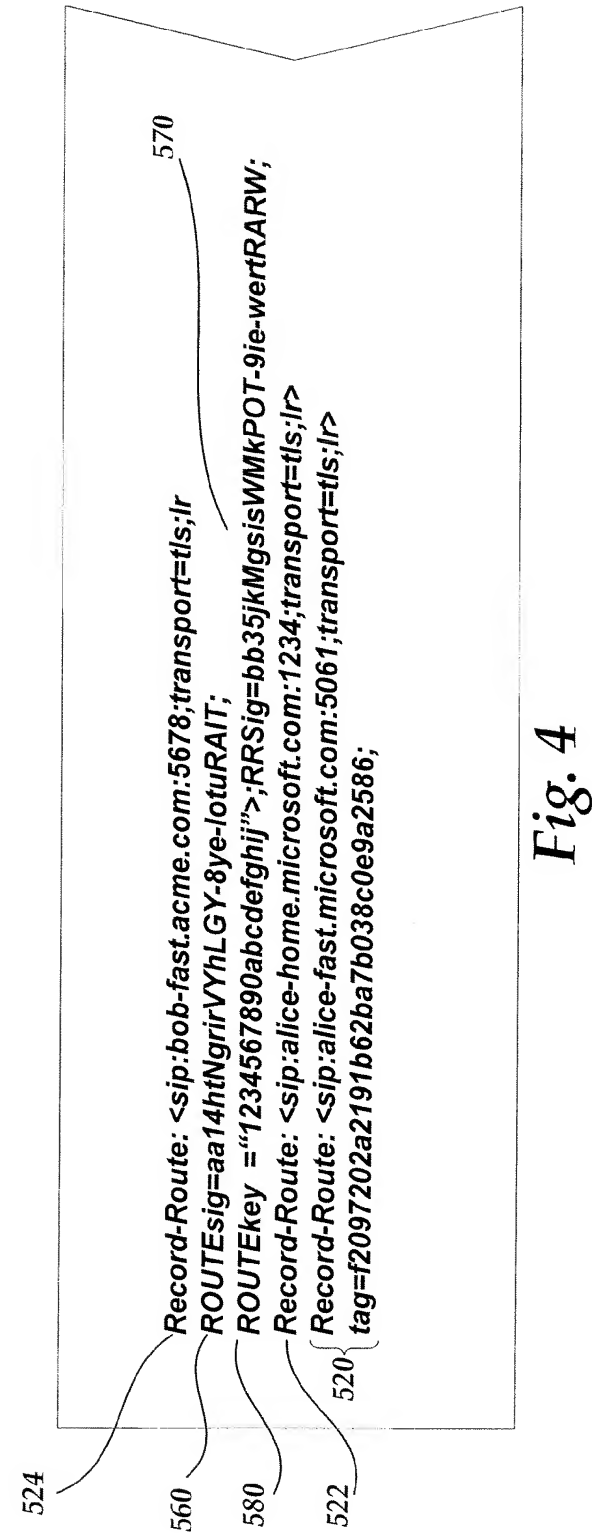 524
Record-Route: <sip:bob-fast.acme.com:5678;transport=tls;lr
560
ROUTEsig=aa14htNgrirVYhLGY-8ye-lotuRAIT;
570
580
ROUTEkey =“1234567890abcdefghij”>;RRSig=bb35jkMgsisWMkPOT-9ie-wertRARW;
522
Record-Route: <sip:alice-home.microsoft.com:1234;transport=tls;lr>
520
Record-Route: <sip:alice-fast.microsoft.com:5061;transport=tls;lr>
tag=f2097202a2191b62ba7b038c0e9a2586;
Fig. 4